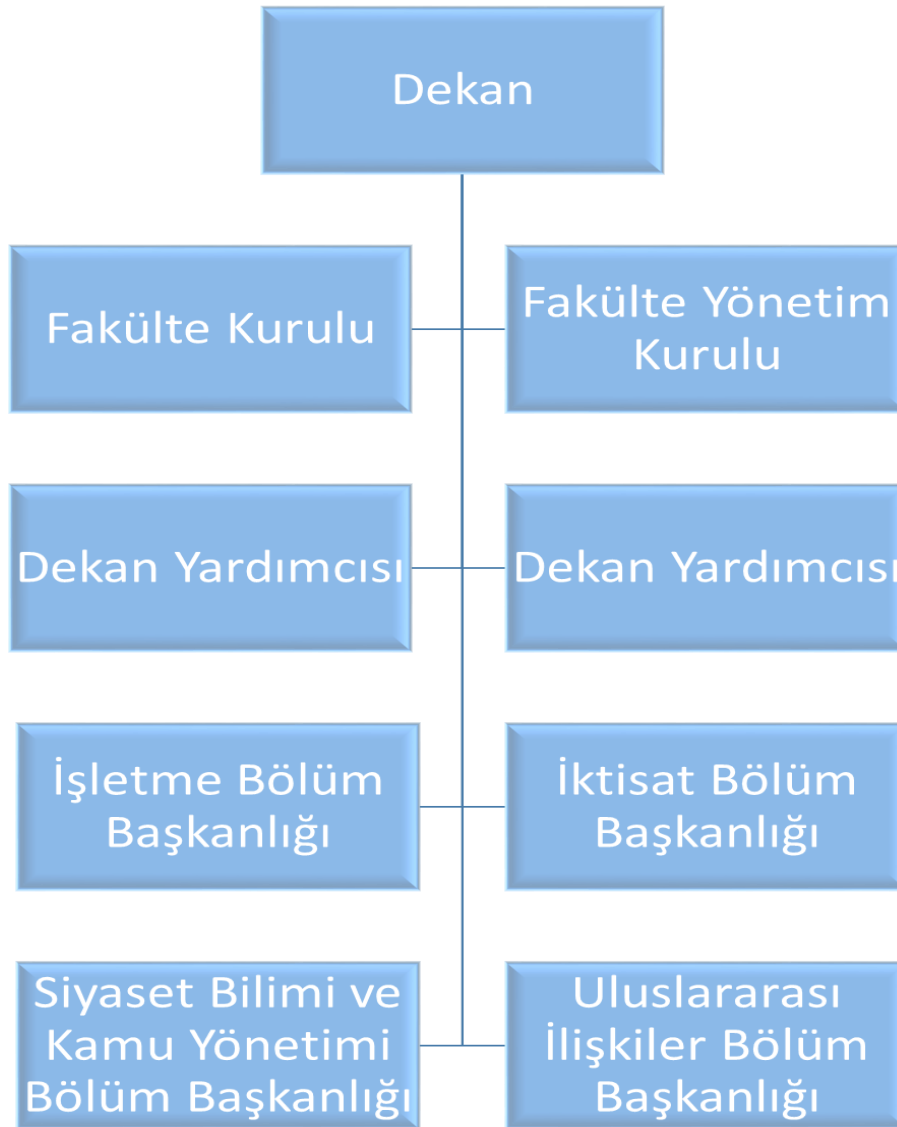 Dekan
Fakülte Kurulu
Fakülte Yönetim
Kurulu
Dekan Yardımcısı
Dekan Yardımcısı
İşletme Bölüm
Başkanlığı
İktisat Bölüm
Başkanlığı
Siyaset Bilimi ve
Kamu Yönetimi
Bölüm Başkanlığı
Uluslararası
İlişkiler Bölüm
Başkanlığı